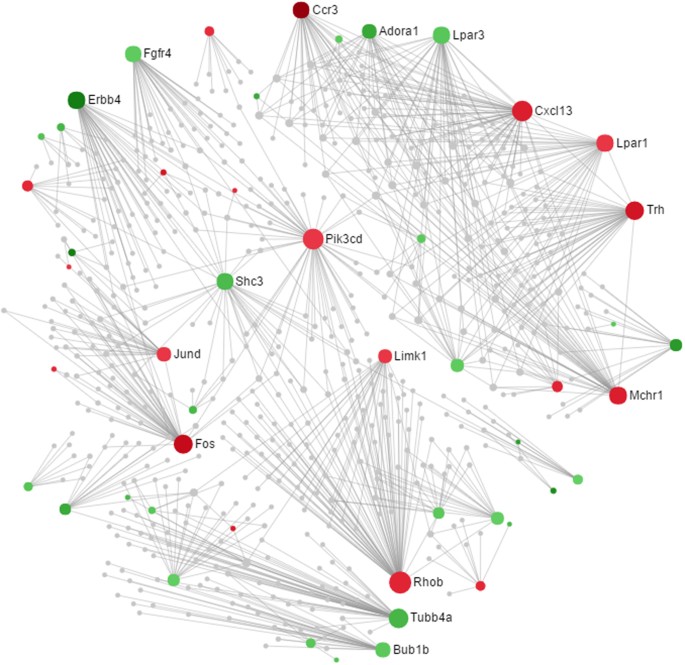 Ccr3
Adora1
Lpar3
Fgfr4
Erbb4
Cxcl13
Lpar1
Trh
Pik3cd
Shc3
Jund
Limk1
Mchr1
Fos
Rhob
Tubb4a
Bub1b